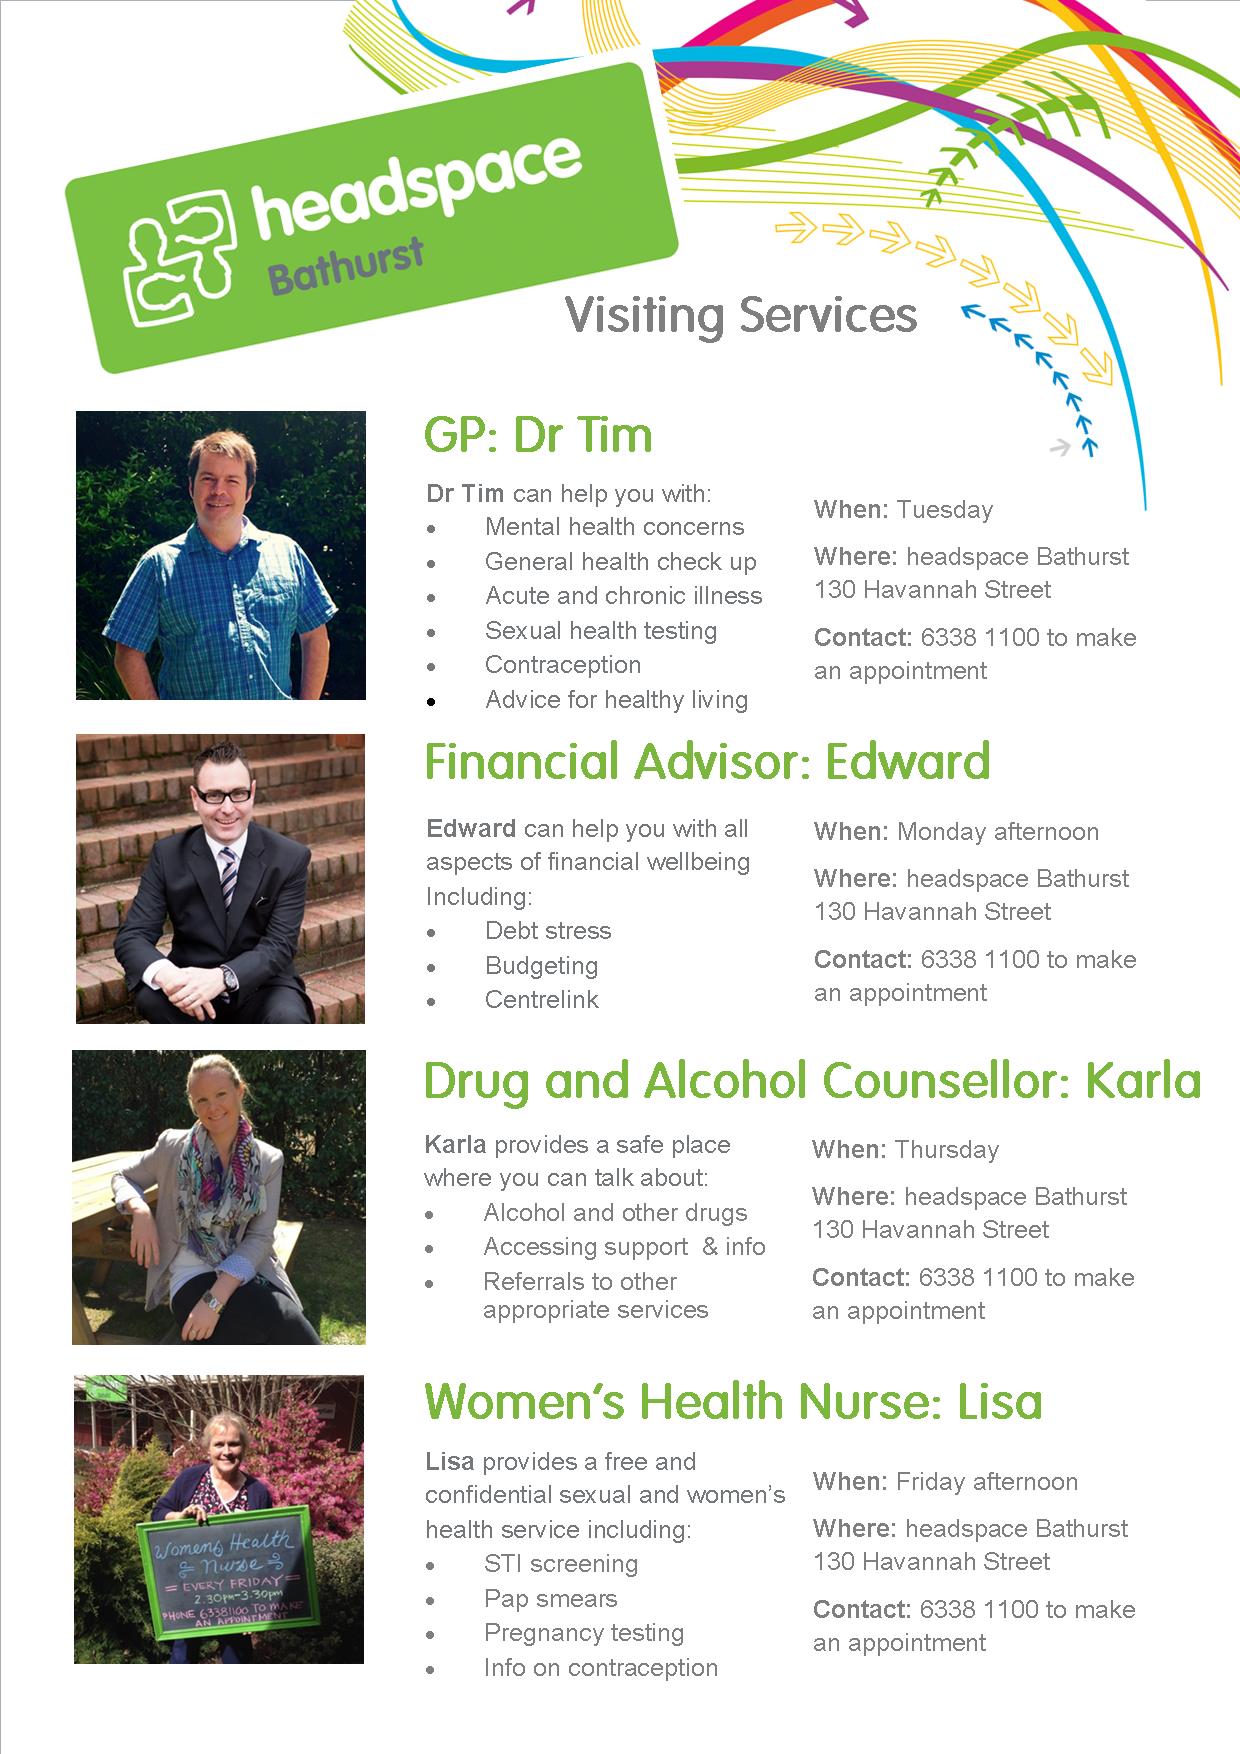 headspace
Bathurst
Visiting Services
GP: Dr Tim
Dr Tim can help you with:
• Mental health concerns
• General health check up
• Acute and chronic illness
• Sexual health testing
• Contraception
• Advice for healthy living
When: Tuesday
Where: headspace Bathurst
130 Havannah Street
Contact: 6338 1100 to make
an appointment
Financial Advisor: Edward
Edward can help you with all
aspects of financial wellbeing
Including:
• Debt stress
• Budgeting
• Centrelink
When: Monday afternoon
Where: headspace Bathurst
130 Havannah Street
Contact: 6338 1100 to make
an appointment
Drug and Alcohol Counsellor: Karla
Karla provides a safe place
where you can talk about:
• Alcohol and other drugs
• Accessing support & info
• Referrals to other
appropriate services
When: Thursday
Where: headspace Bathurst
130 Havannah Street
Contact: 6338 1100 to make
an appointment
Women's Health Nurse: Lisa
Lisa provides a free and
confidential sexual and women's
health service including:
• STI screening
• Pap smears
• Pregnancy testing
• Info on contraception
When: Friday afternoon
Where: headspace Bathurst
130 Havannah Street
Contact: 6338 1100 to make
an appointment
Womens Health
Nurse
EVERY FRIDAY
2.30pm-3.30pm
PHONE 63381100 TO MAKE
AN APPOINTMENT